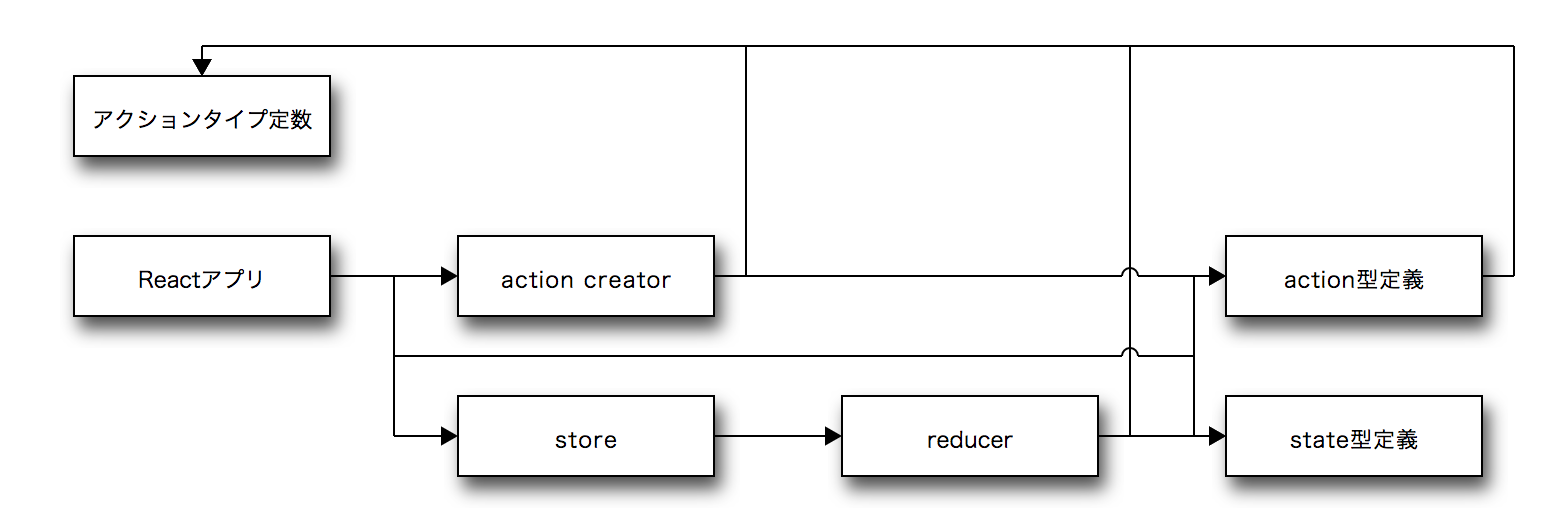 アクションタイプ定数
Reactアプリ
action creator
action型定義
store
reducer
state型定義